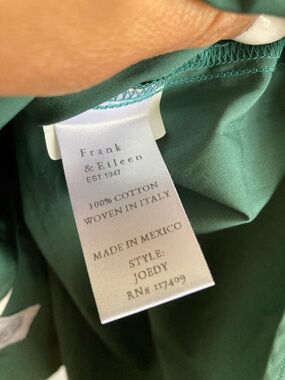 Frank
& Eileen
EST 1947
100% COTTON
WOVEN IN ITALY
MADE IN MEXICO
STYLE:
JOEDY
RN# 117409